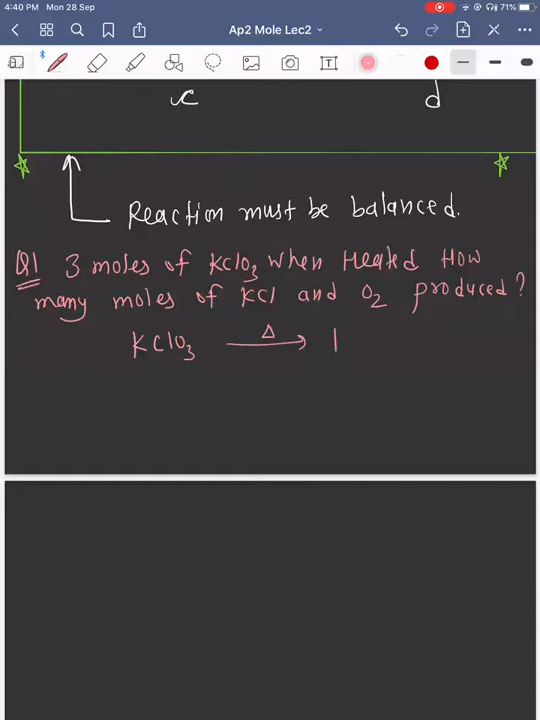 4:40 PM Mon 28 Sep
71%
Ap2 Mole Lec2
T
c d
Reaction must be balanced.
Q1 3 moles of KClO3 when Heated How
many moles of KCl and O2 produced?
KClO3 Δ→ |